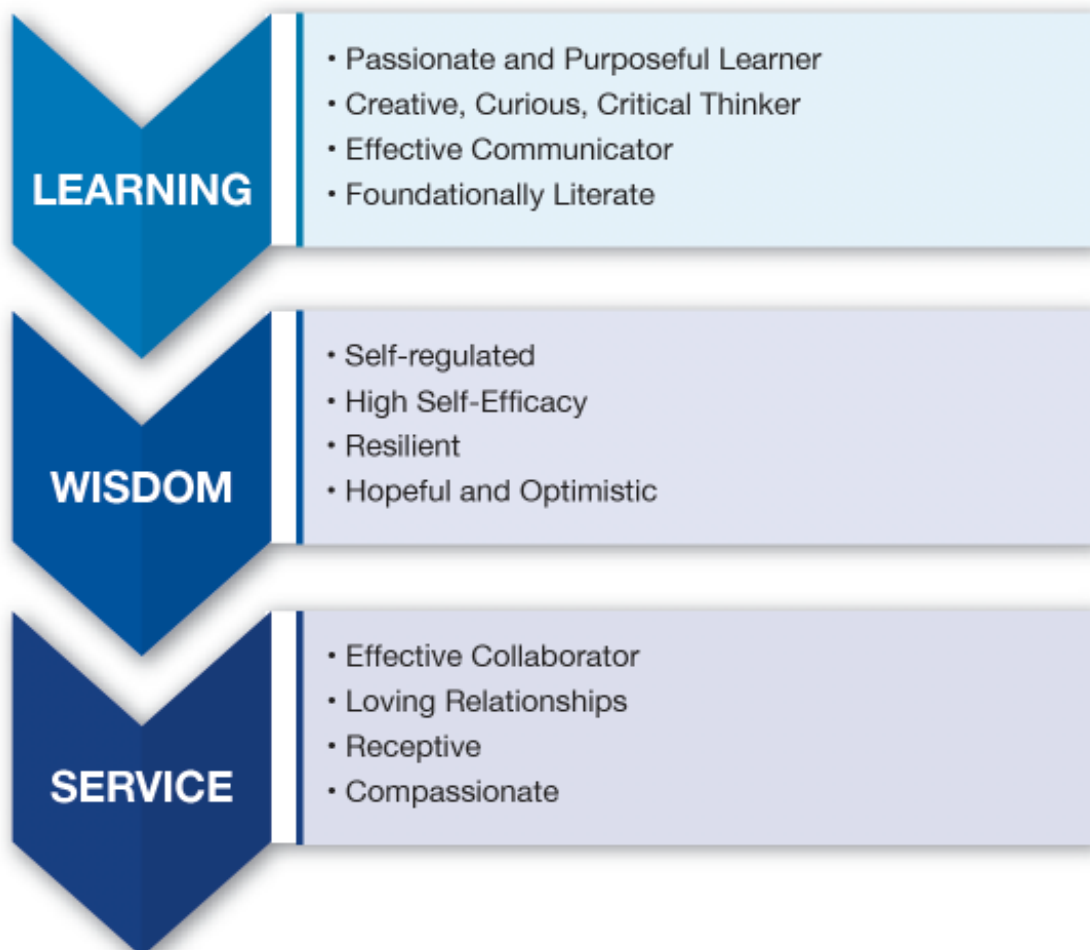 LEARNING
• Passionate and Purposeful Learner
• Creative, Curious, Critical Thinker
• Effective Communicator
• Foundationally Literate
WISDOM
• Self-regulated
• High Self-Efficacy
• Resilient
• Hopeful and Optimistic
SERVICE
• Effective Collaborator
• Loving Relationships
• Receptive
• Compassionate